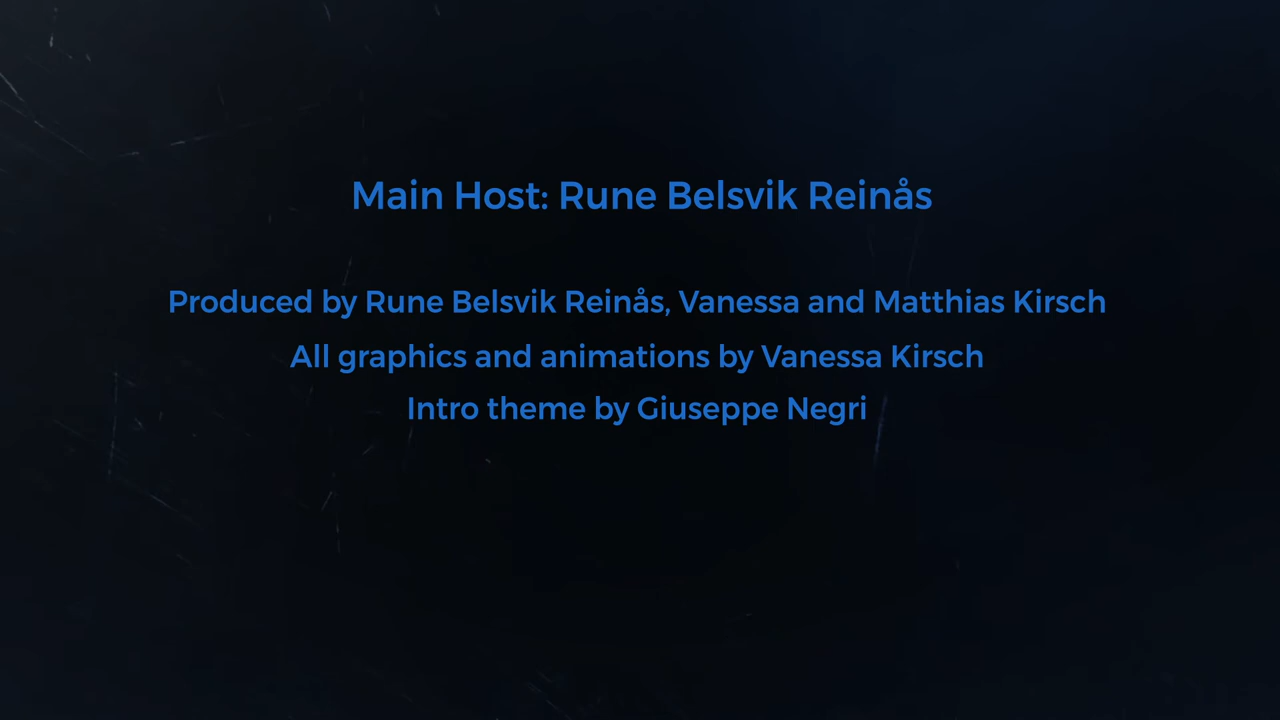 Main Host: Rune Belsvik Reinås
Produced by Rune Belsvik Reinås, Vanessa and Matthias Kirsch
All graphics and animations by Vanessa Kirsch
Intro theme by Giuseppe Negri